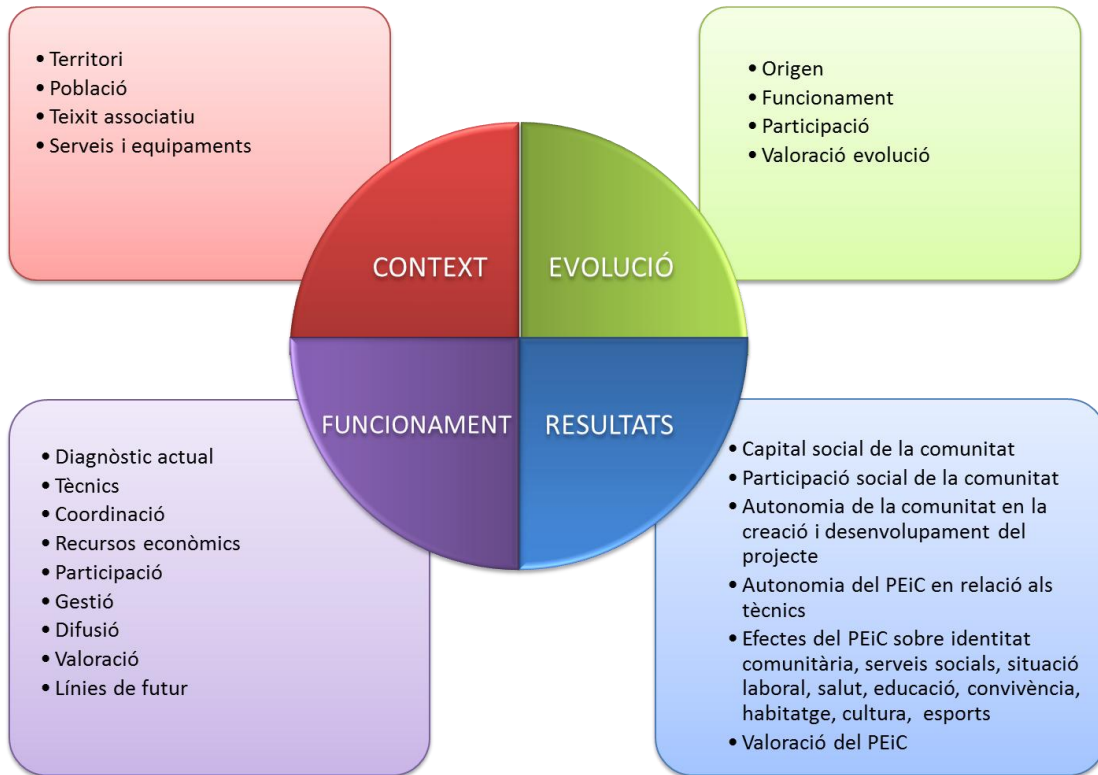 • Territori
• Població
• Teixit associatiu
• Serveis i equipaments
• Origen
• Funcionament
• Participació
• Valoració evolució
CONTEXT
EVOLUCIÓ
FUNCIONAMENT
RESULTATS
• Diagnòstic actual
• Tècnics
• Coordinació
• Recursos econòmics
• Participació
• Gestió
• Difusió
• Valoració
• Línies de futur
• Capital social de la comunitat
• Participació social de la comunitat
• Autonomia de la comunitat en la
creació i desenvolupament del
projecte
• Autonomia del PEiC en relació als
tècnics
• Efectes del PEiC sobre identitat
comunitària, serveis socials, situació
laboral, salut, educació, convivència,
habitatge, cultura, esports
• Valoració del PEiC